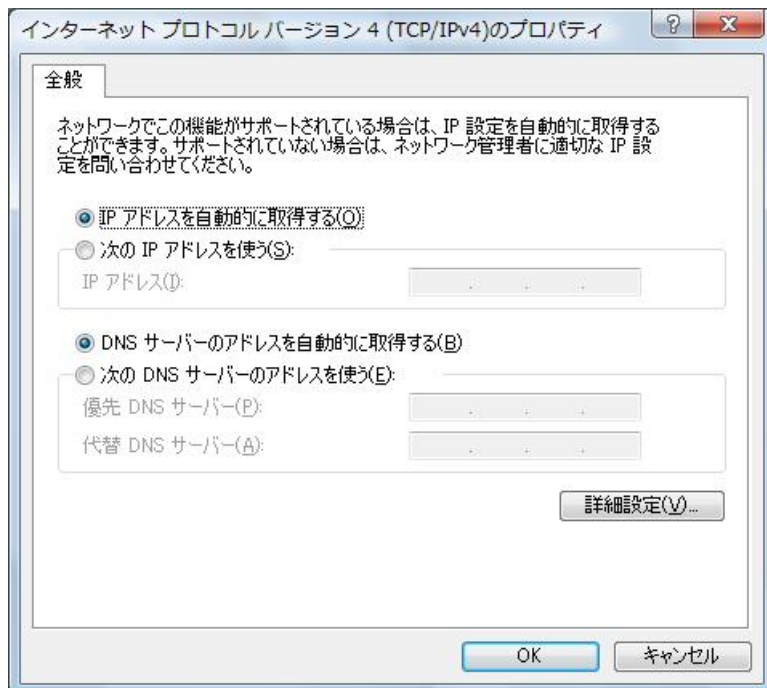 インターネット プロトコル バージョン 4 (TCP/IPv4)のプロパティ
全般
ネットワークでこの機能がサポートされている場合は、IP 設定を自動的に取得する
ことができます。サポートされていない場合は、ネットワーク管理者に適切な IP 設
定を問い合わせてください。
IP アドレスを自動的に取得する(O)
次の IP アドレスを使う(S):
IP アドレス(I):
DNS サーバーのアドレスを自動的に取得する(B)
次の DNS サーバーのアドレスを使う(E):
優先 DNS サーバー(P):
代替 DNS サーバー(A):
詳細設定(V)...
OK
キャンセル